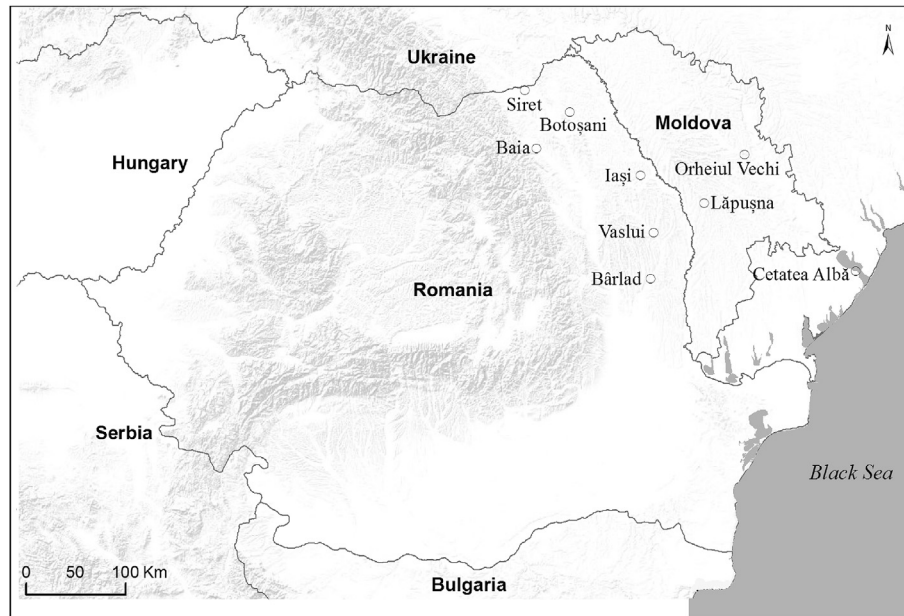 N
Ukraine
Siret
Botoșani
Moldova
Baia
Hungary
Orheiul Vechi
Iași
Lăpușna
Vaslui
Cetatea Albă
Bârlad
Romania
Serbia
Black Sea
0 50 100 Km
Bulgaria